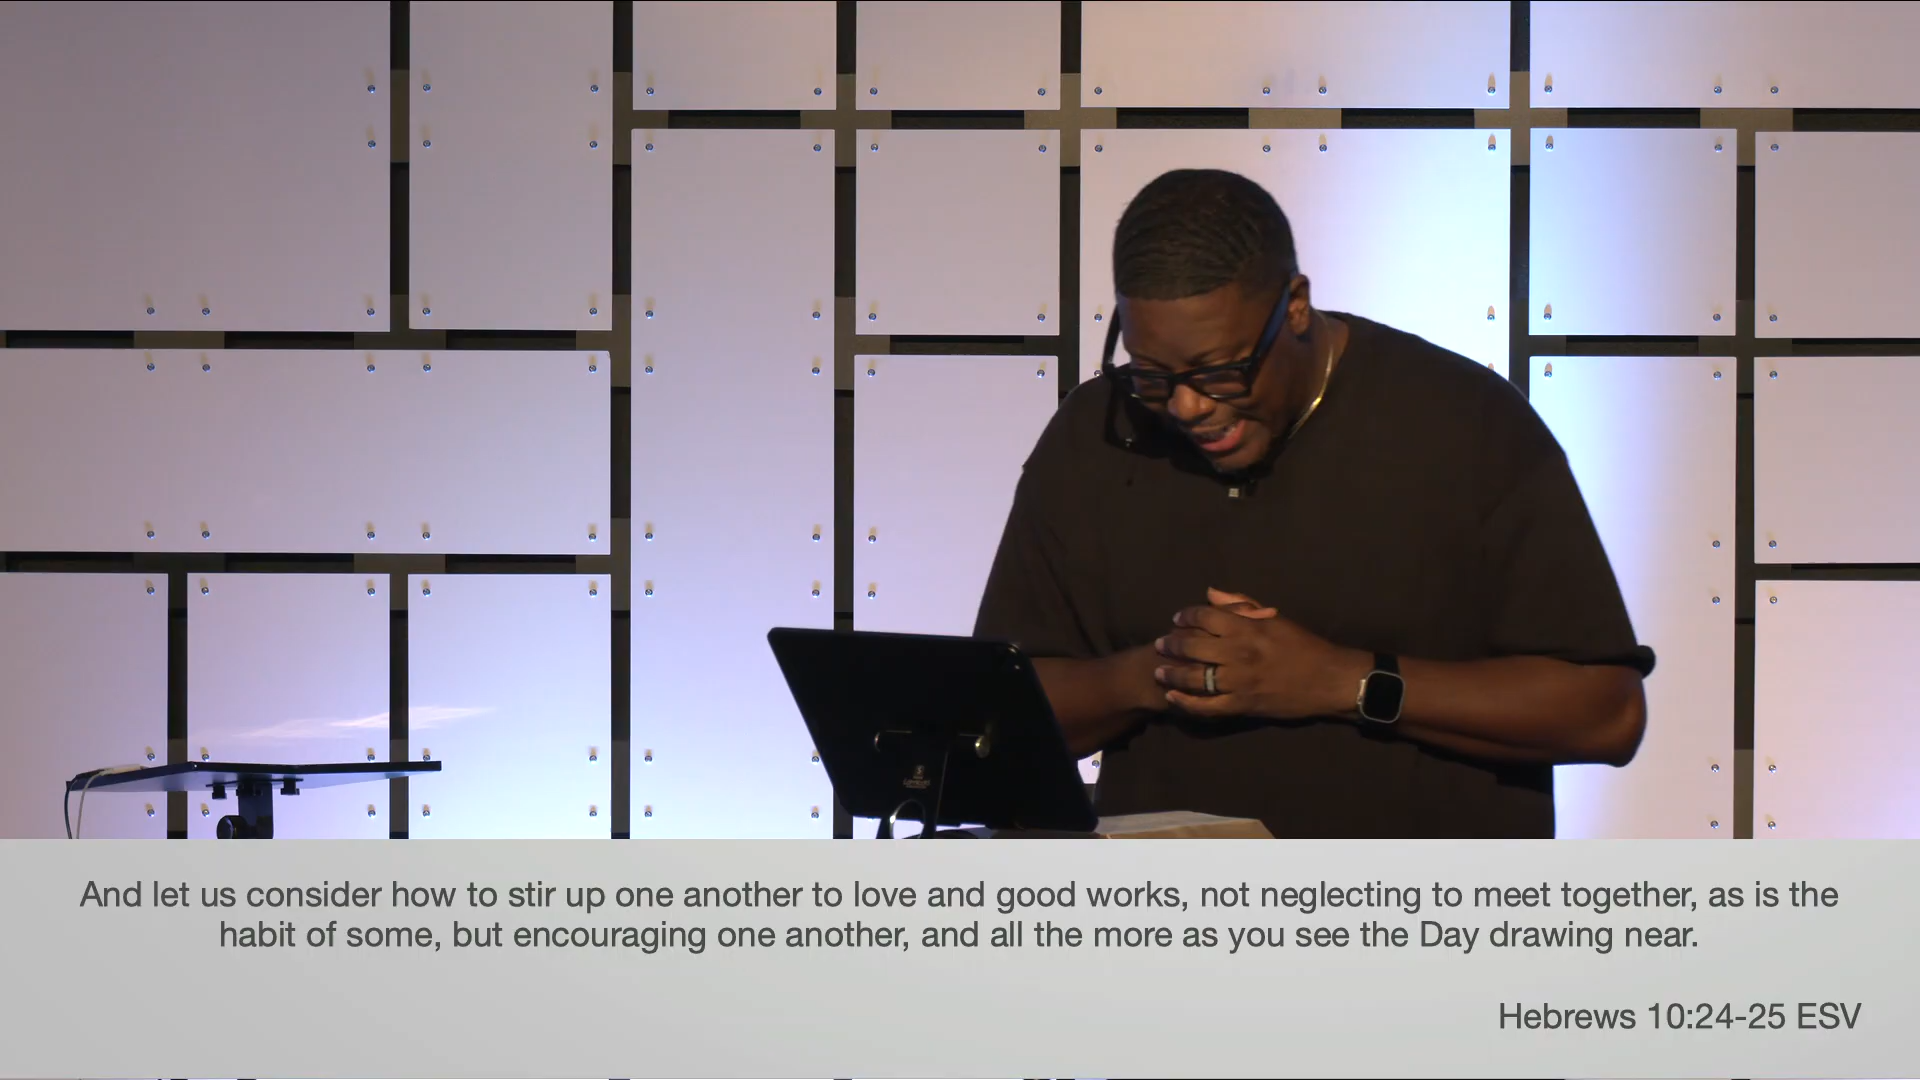 And let us consider how to stir up one another to love and good works, not neglecting to meet together, as is the
habit of some, but encouraging one another, and all the more as you see the Day drawing near.
Hebrews 10:24-25 ESV